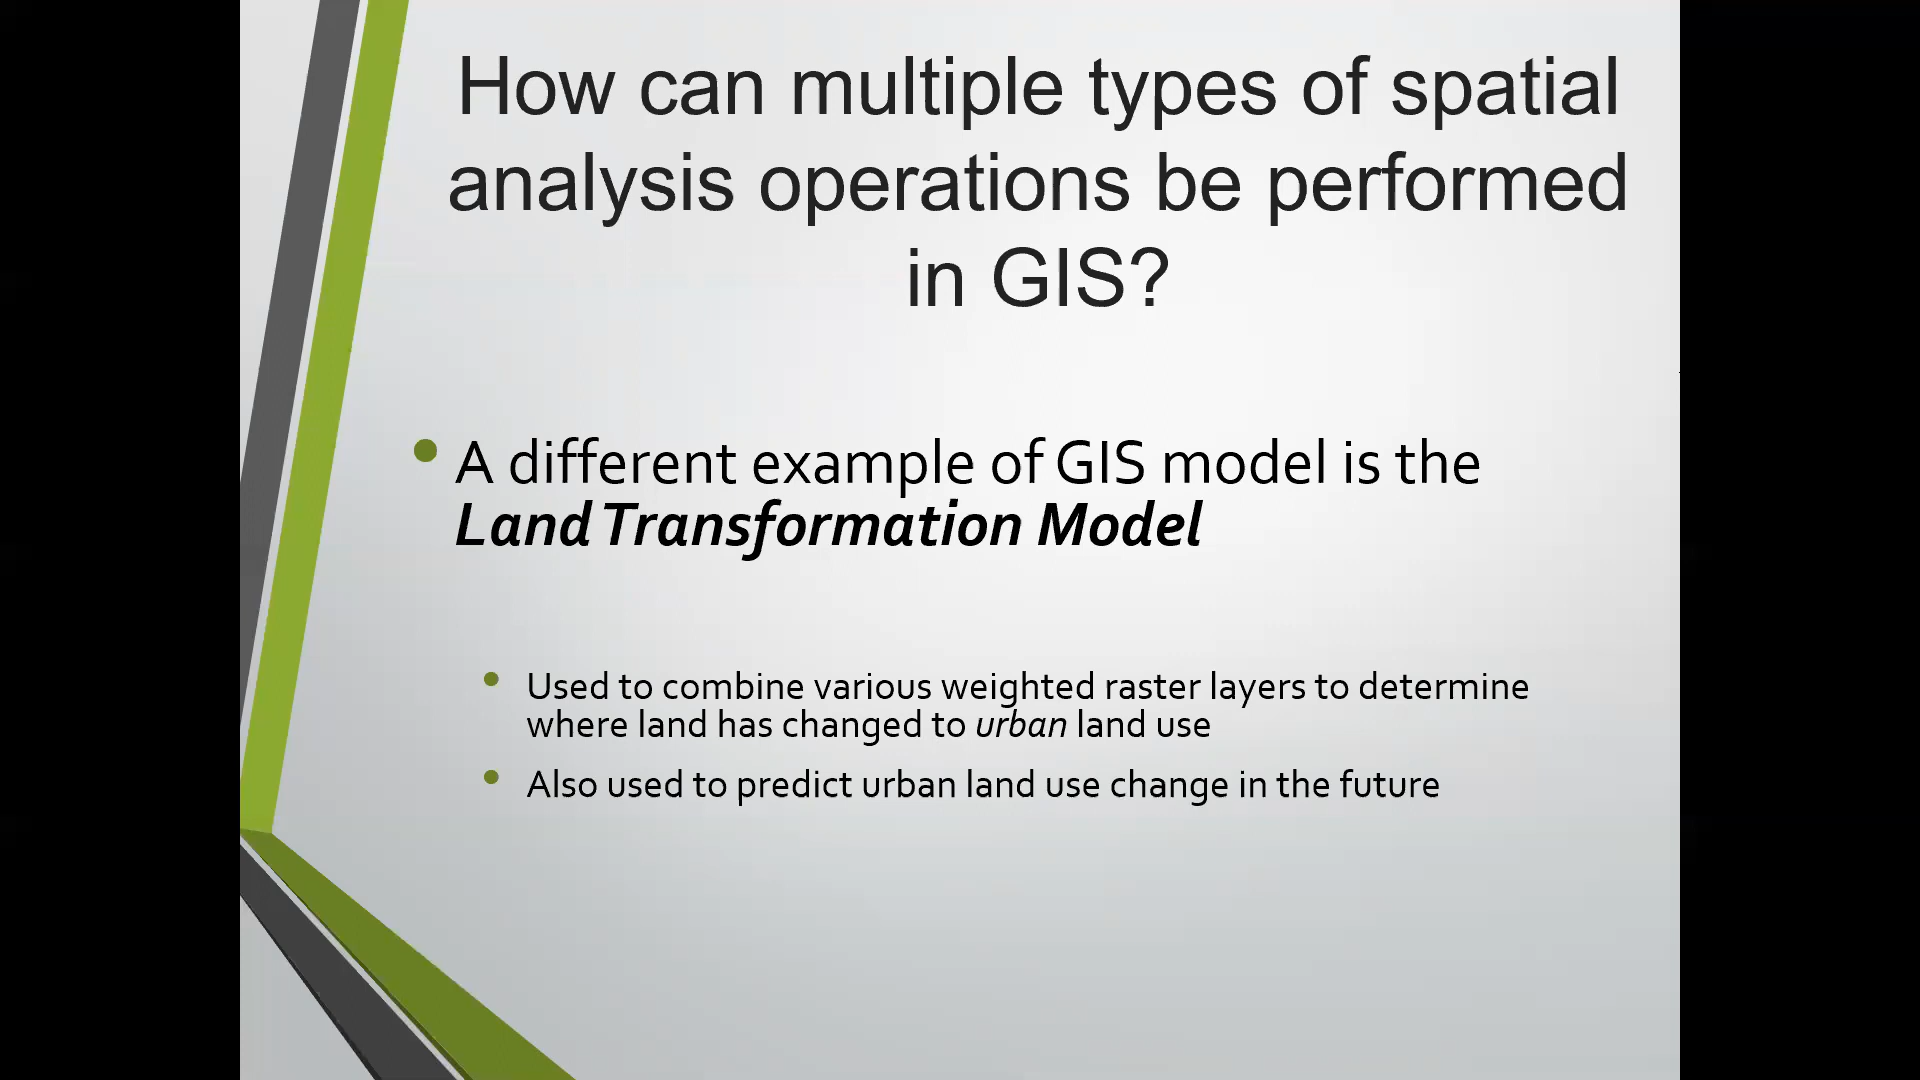 How can multiple types of spatial
analysis operations be performed
in GIS?
• A different example of GIS model is the
Land Transformation Model
• Used to combine various weighted raster layers to determine
where land has changed to urban land use
• Also used to predict urban land use change in the future